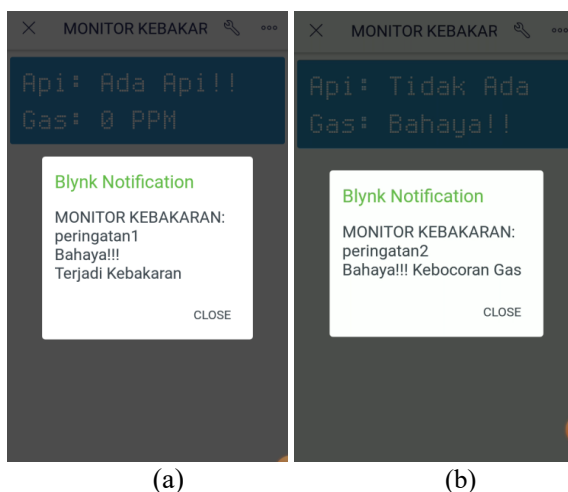 MONITOR KEBAKAR
Api: Ada Api!!
Gas: 0 PPM
Blynk Notification
MONITOR KEBAKARAN:
peringatan1
Bahaya!!!
Terjadi Kebakaran
CLOSE
(a)
MONITOR KEBAKAR
Api: Tidak Ada
Gas: Bahaya!!
Blynk Notification
MONITOR KEBAKARAN:
peringatan2
Bahaya!!! Kebocoran Gas
CLOSE
(b)